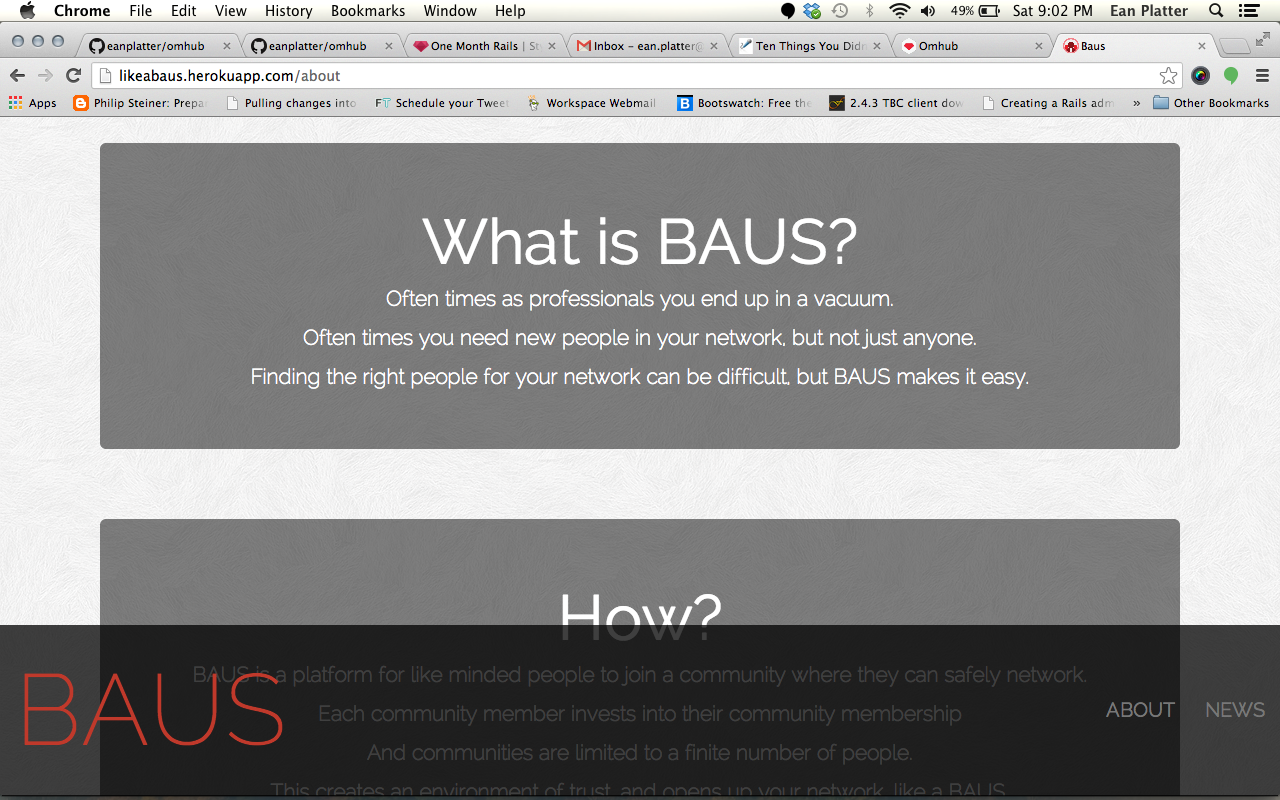 Chrome File Edit View History Bookmarks Window Help 49% Sat 9:02 PM Ean Platter
eanplatter/omhub eanplatter/omhub One Month Rails | St Inbox – ean.platter@ Ten Things You Didn Omhub Baus
likeabaus.herokuapp.com/about
Apps Philip Steiner: Prepar Pulling changes into FT Schedule your Tweet Workspace Webmail B Bootswatch: Free the 2.4.3 TBC client dow Creating a Rails adm » Other Bookmarks
What is BAUS?
Often times as professionals you end up in a vacuum.
Often times you need new people in your network, but not just anyone.
Finding the right people for your network can be difficult, but BAUS makes it easy.
How?
BAUS is a platform for like minded people to join a community where they can safely network.
Each community member invests into their community membership
And communities are limited to a finite number of people.
This creates an environment of trust, and opens up your network, like a BAUS.
BAUS
ABOUT NEWS